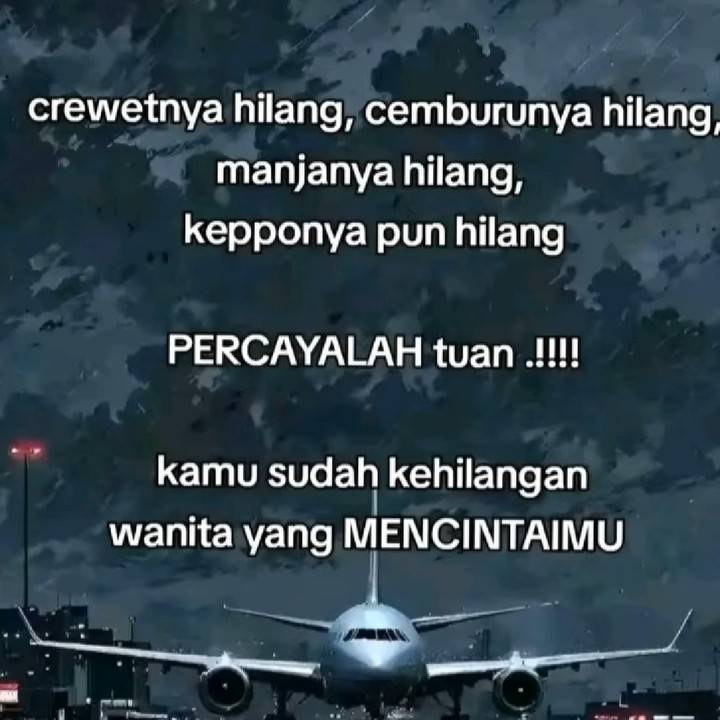 crewetnya hilang, cemburunya hilang,
manjanya hilang,
kepponya pun hilang
PERCAYALAH tuan .!!!!
kamu sudah kehilangan
wanita yang MENCINTAIMU